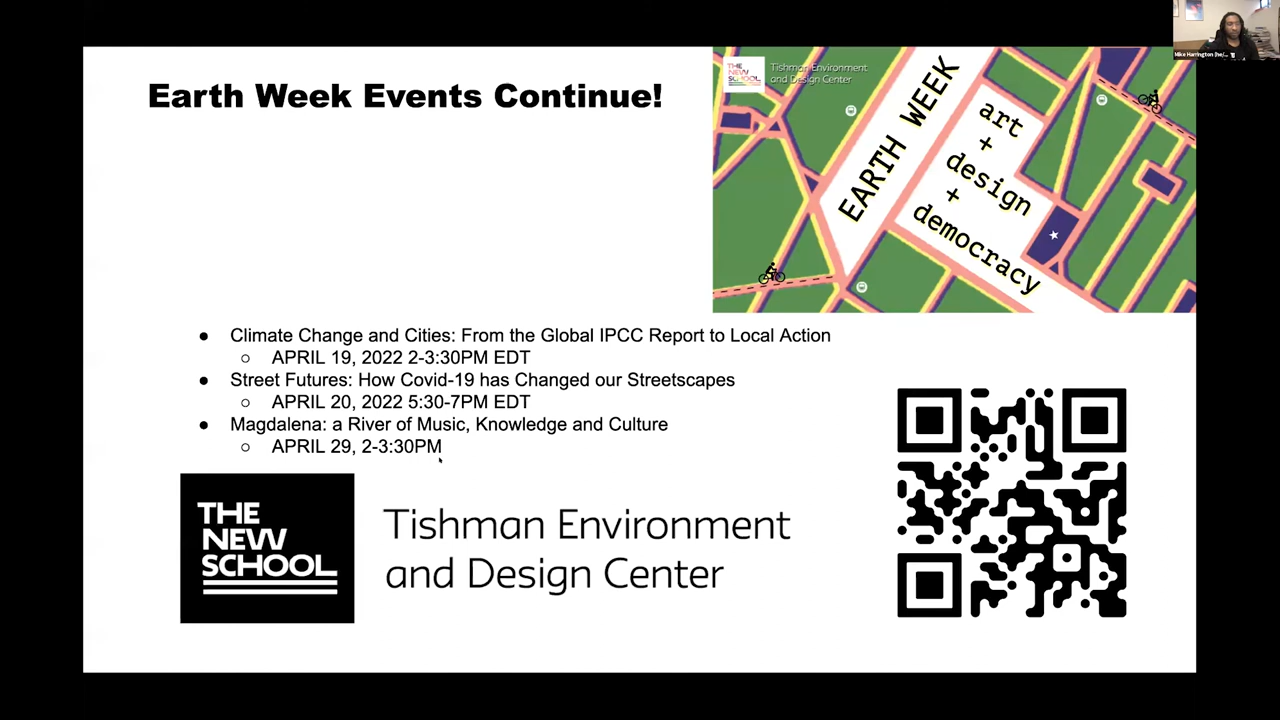 Earth Week Events Continue!
THE
NEW
SCHOOL
Tishman Environment
and Design Center
EARTH WEEK
art
+
design
+
democracy
Mike Harrington (he/...
● Climate Change and Cities: From the Global IPCC Report to Local Action
○ APRIL 19, 2022 2-3:30PM EDT
● Street Futures: How Covid-19 has Changed our Streetscapes
○ APRIL 20, 2022 5:30-7PM EDT
● Magdalena: a River of Music, Knowledge and Culture
○ APRIL 29, 2-3:30PM
THE
NEW
SCHOOL
Tishman Environment
and Design Center